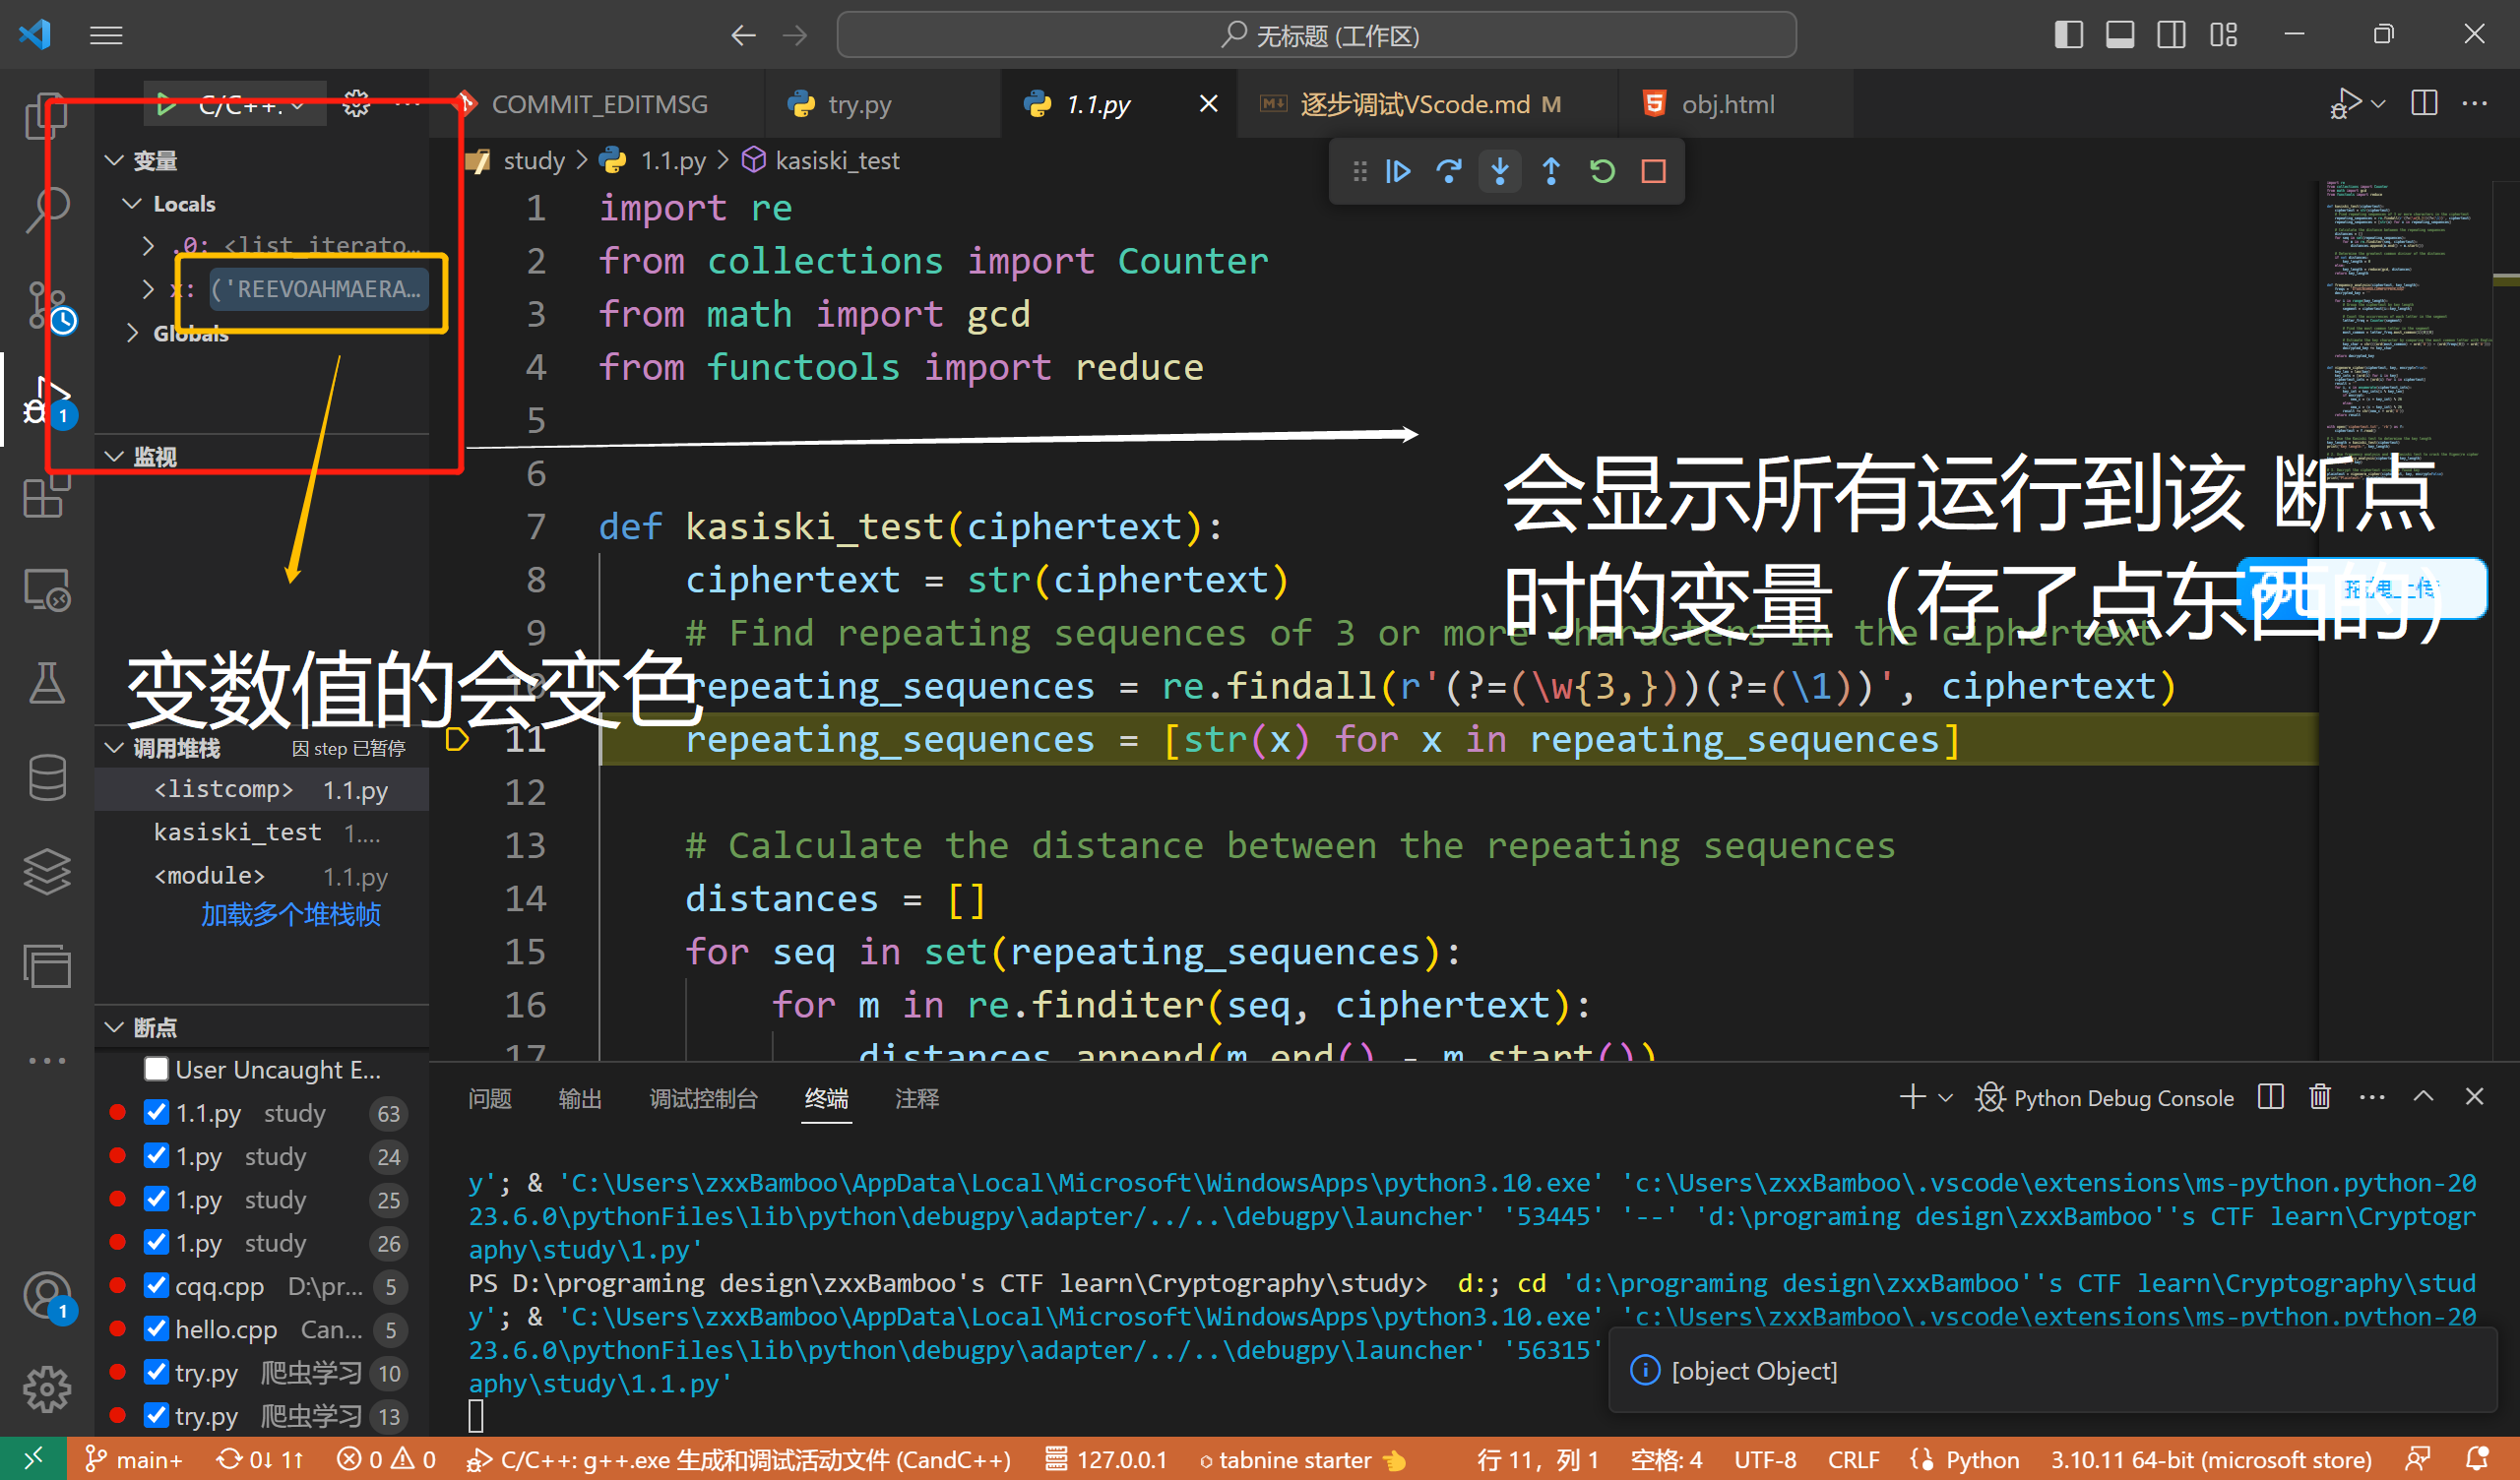 无标题 (工作区)
C/C++:
COMMIT_EDITMSG
try.py
1.1.py
逐步调试VScode.md M
obj.html
变量
study > 1.1.py > kasiski_test
Locals
.0: <list_iterato...
x: ('REEVOAHMAERA...
Globals
监视
1 import re
2 from collections import Counter
3 from math import gcd
4 from functools import reduce
5
6
7 def kasiski_test(ciphertext):
8 ciphertext = str(ciphertext)
9 # Find repeating sequences of 3 or more characters in the ciphertext
10 repeating_sequences = re.findall(r'(?=(\w{3,}))(?=(\1))', ciphertext)
11 repeating_sequences = [str(x) for x in repeating_sequences]
12
13 # Calculate the distance between the repeating sequences
14 distances = []
15 for seq in set(repeating_sequences):
16 for m in re.finditer(seq, ciphertext):
17 distances.append(m.end() - m.start())
会显示所有运行到该 断点
时的变量（存了点东西的）
变数值的会变色
调用堆栈 因 step 已暂停
<listcomp> 1.1.py
kasiski_test 1....
<module> 1.1.py
加载多个堆栈帧
断点
User Uncaught E...
1.1.py study 63
1.py study 24
1.py study 25
1.py study 26
cqq.cpp D:\pr... 5
hello.cpp Can... 5
try.py 爬虫学习 10
try.py 爬虫学习 13
问题 输出 调试控制台 终端 注释
Python Debug Console
y'; & 'C:\Users\zxxBamboo\AppData\Local\Microsoft\WindowsApps\python3.10.exe' 'c:\Users\zxxBamboo\.vscode\extensions\ms-python.python-20
23.6.0\pythonFiles\lib\python\debugpy\adapter/../..\debugpy\launcher' '53445' '--' 'd:\programing design\zxxBamboo''s CTF learn\Cryptogr
aphy\study\1.py'
PS D:\programing design\zxxBamboo's CTF learn\Cryptography\study> d:; cd 'd:\programing design\zxxBamboo''s CTF learn\Cryptography\stud
y'; & 'C:\Users\zxxBamboo\AppData\Local\Microsoft\WindowsApps\python3.10.exe' 'c:\Users\zxxBamboo\.vscode\extensions\ms-python.python-20
23.6.0\pythonFiles\lib\python\debugpy\adapter/../..\debugpy\launcher' '56315'
aphy\study\1.1.py'
[object Object]
main+ 0↓ 1↑ 0 0 C/C++: g++.exe 生成和调试活动文件 (CandC++) 127.0.0.1 tabnine starter 行 11，列 1 空格: 4 UTF-8 CRLF Python 3.10.11 64-bit (microsoft store)